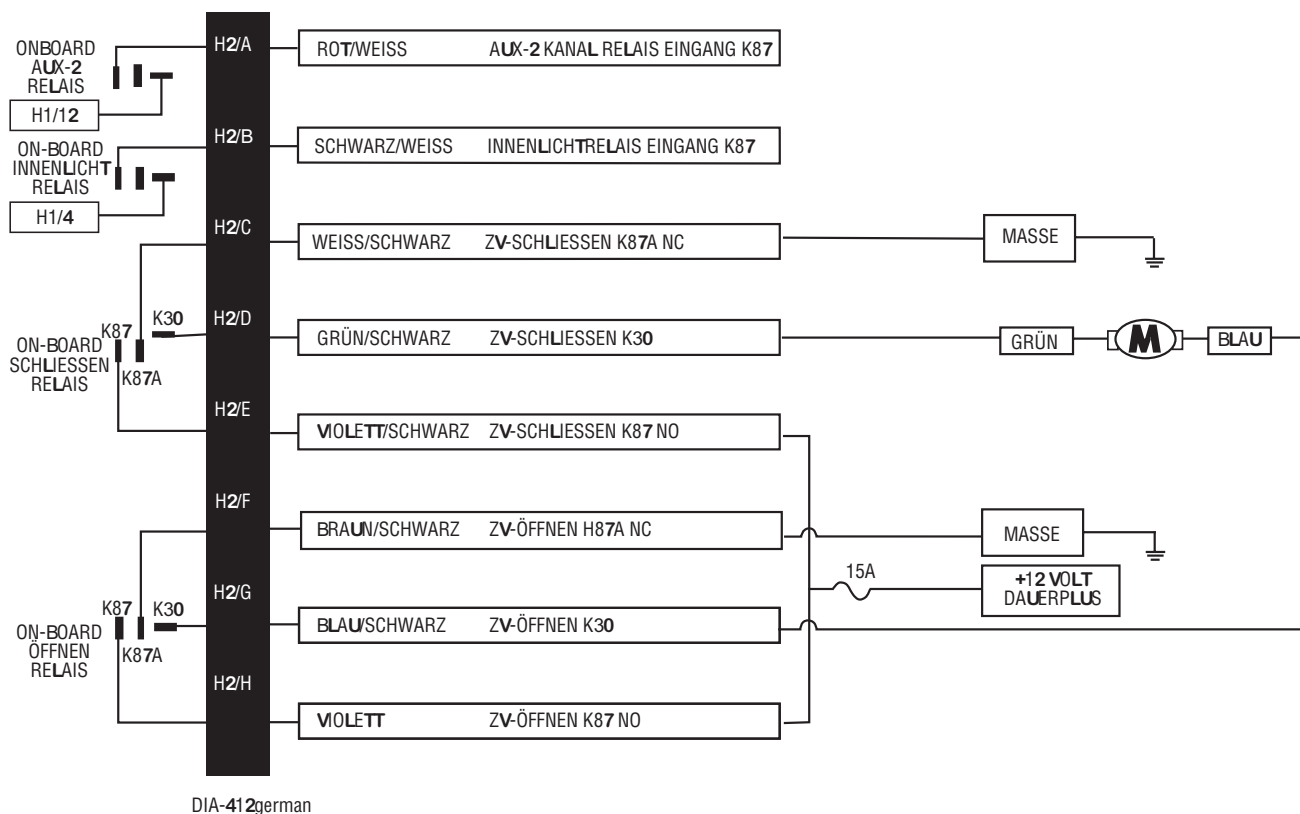 ONBOARD
AUX-2
RELAIS
H1/12
H2/A
ROT/WEISS AUX-2 KANAL RELAIS EINGANG K87
ON-BOARD
INNENLICHT
RELAIS
H1/4
H2/B
SCHWARZ/WEISS INNENLICHTRELAIS EINGANG K87
H2/C
WEISS/SCHWARZ ZV-SCHLIESSEN K87A NC
MASSE
K87 K30
K87A
ON-BOARD
SCHLIESSEN
RELAIS
H2/D
GRÜN/SCHWARZ ZV-SCHLIESSEN K30
GRÜN M BLAU
H2/E
VIOLETT/SCHWARZ ZV-SCHLIESSEN K87 NO
H2/F
BRAUN/SCHWARZ ZV-ÖFFNEN H87A NC
MASSE
15A
+12 VOLT
DAUERPLUS
K87 K30
K87A
ON-BOARD
ÖFFNEN
RELAIS
H2/G
BLAU/SCHWARZ ZV-ÖFFNEN K30
H2/H
VIOLETT ZV-ÖFFNEN K87 NO
DIA-412german